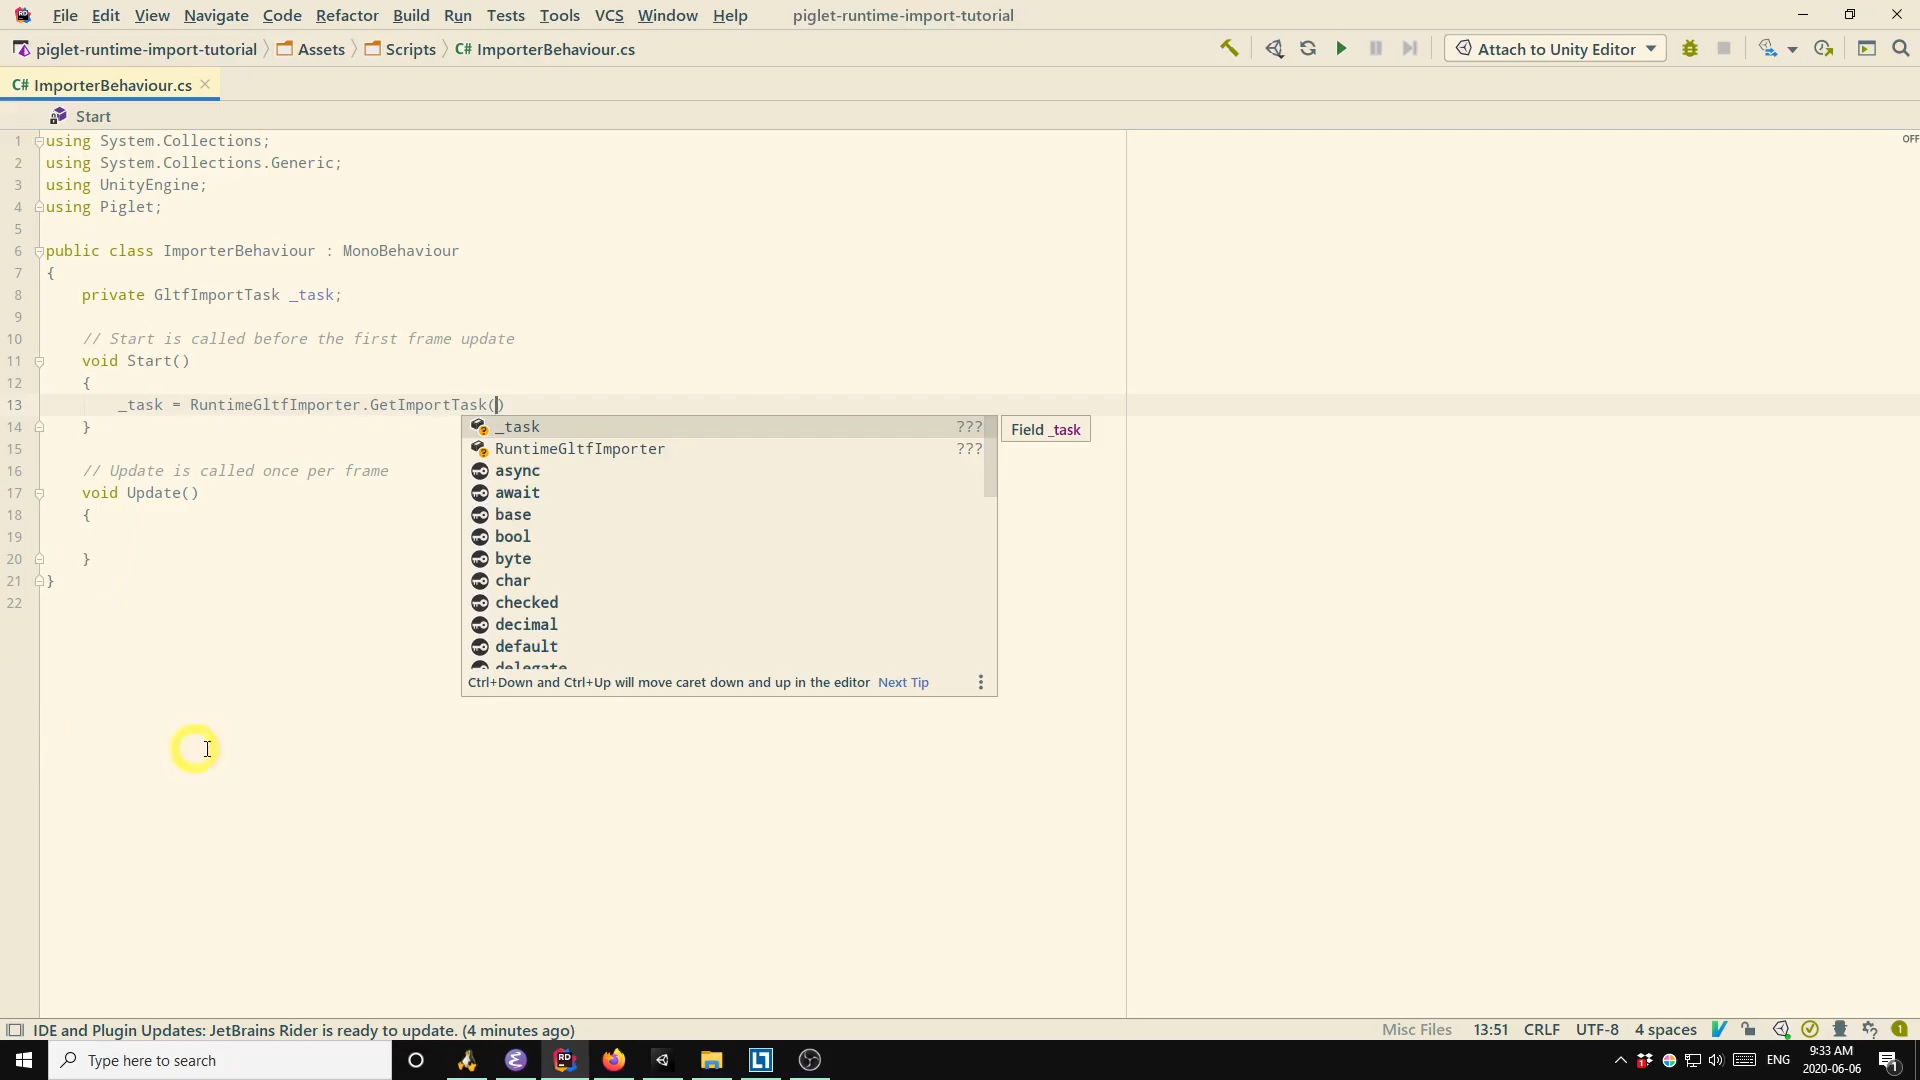 File Edit View Navigate Code Refactor Build Run Tests Tools VCS Window Help piglet-runtime-import-tutorial
piglet-runtime-import-tutorial Assets Scripts C# ImporterBehaviour.cs Attach to Unity Editor
C# ImporterBehaviour.cs
Start
OFF
1 using System.Collections;
2 using System.Collections.Generic;
3 using UnityEngine;
4 using Piglet;
5
6 public class ImporterBehaviour : MonoBehaviour
7 {
8 private GltfImportTask _task;
9
10 // Start is called before the first frame update
11 void Start()
12 {
13 _task = RuntimeGltfImporter.GetImportTask()
14 }
15
16 // Update is called once per frame
17 void Update()
18 {
19
20 }
21 }
22
_task ???
RuntimeGltfImporter ???
async
await
base
bool
byte
char
checked
decimal
default
delegate
Ctrl+Down and Ctrl+Up will move caret down and up in the editor Next Tip
Field _task
IDE and Plugin Updates: JetBrains Rider is ready to update. (4 minutes ago) Misc Files 13:51 CRLF UTF-8 4 spaces 1
Type here to search RD ENG 9:33 AM
2020-06-06 1